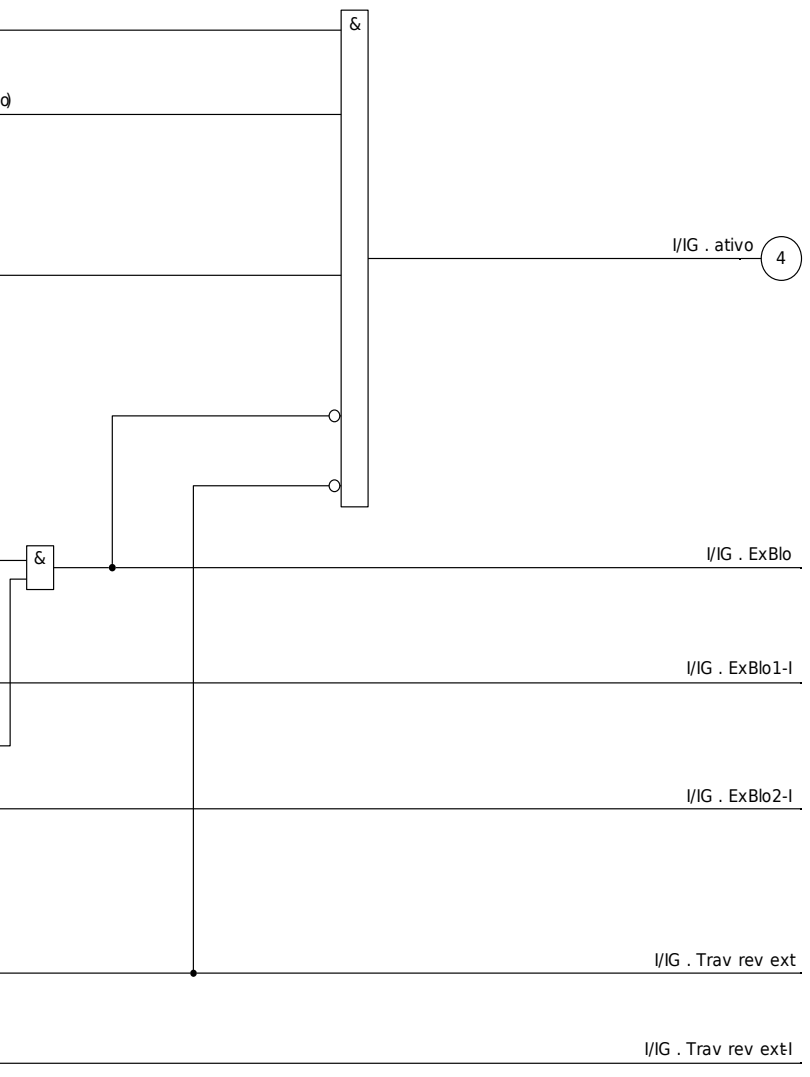 &
o)
I/IG . ativo
4
&
I/IG . ExBlo
I/IG . ExBlo1-I
I/IG . ExBlo2-I
I/IG . Trav rev ext
I/IG . Trav rev ext-I